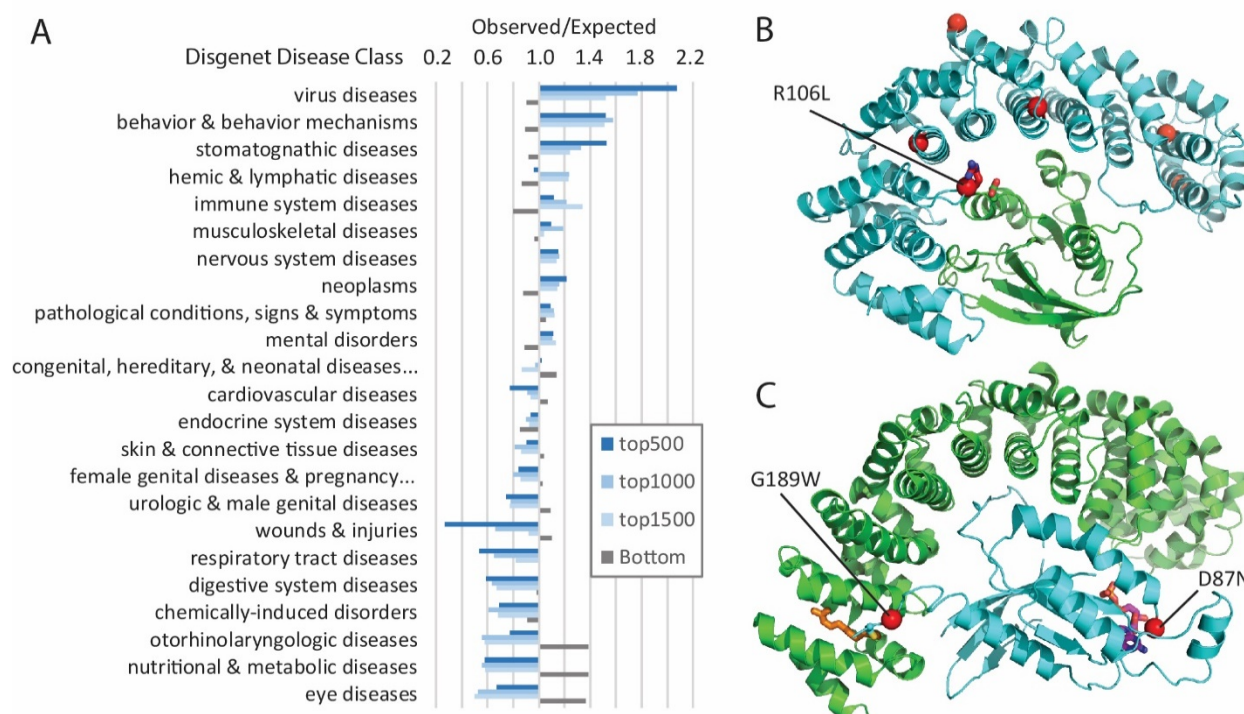 A
Observed/Expected
Disgenet Disease Class
0.2
0.6
1.0
1.4
1.8
2.2
virus diseases
behavior & behavior mechanisms
stomatognathic diseases
hemic & lymphatic diseases
immune system diseases
musculoskeletal diseases
nervous system diseases
neoplasms
pathological conditions, signs & symptoms
mental disorders
congenital, hereditary, & neonatal diseases...
cardiovascular diseases
endocrine system diseases
skin & connective tissue diseases
female genital diseases & pregnancy...
urologic & male genital diseases
wounds & injuries
respiratory tract diseases
digestive system diseases
chemically-induced disorders
otorhinolaryngologic diseases
nutritional & metabolic diseases
eye diseases
top500
top1000
top1500
Bottom
B
R106L
C
G189W
D87N